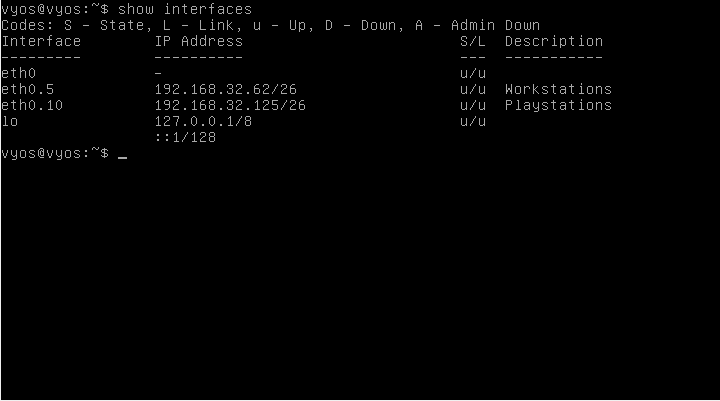 vyos@vyos:~$ show interfaces
Codes: S - State, L - Link, u - Up, D - Down, A - Admin Down
Interface        IP Address                        S/L  Description
---------        ----------                        ---  -----------
eth0             -                                 u/u
eth0.5           192.168.32.62/26                  u/u  Workstations
eth0.10          192.168.32.125/26                 u/u  Playstations
lo               127.0.0.1/8                       u/u
                 ::1/128
vyos@vyos:~$ _